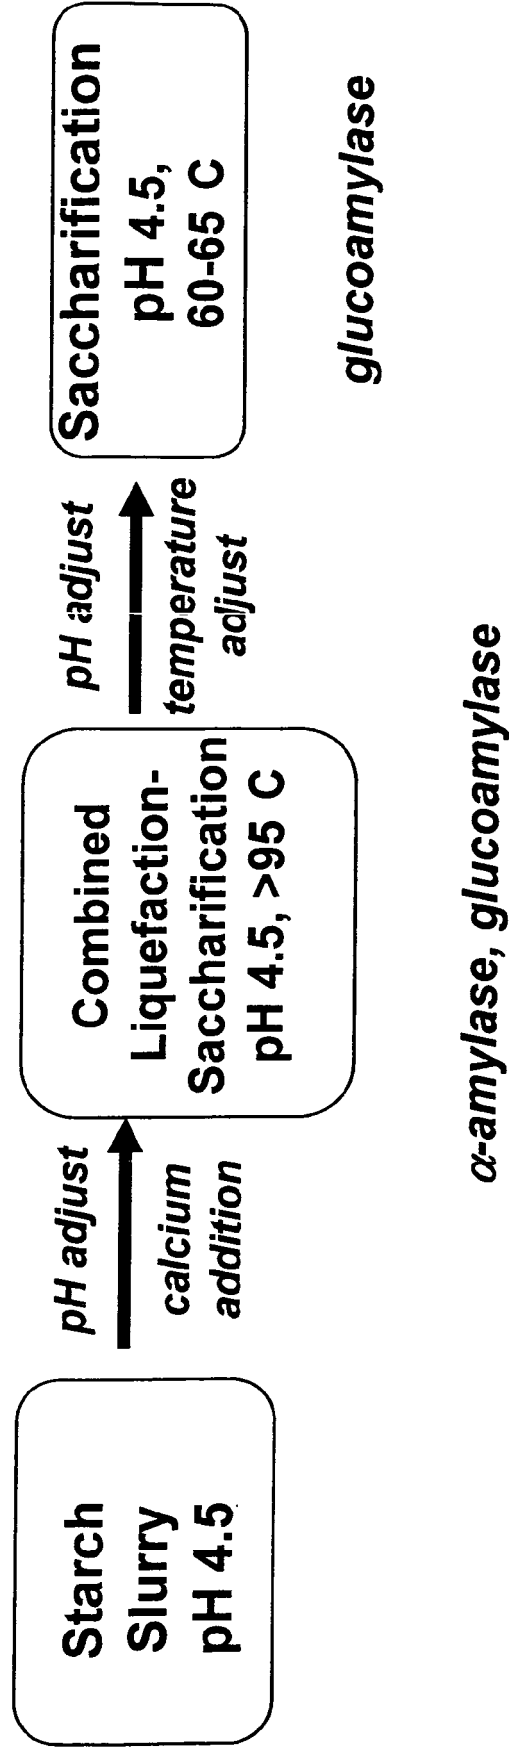 Starch
Slurry
pH 4.5
pH adjust
calcium
addition
Combined
Liquefaction-
Saccharification
pH 4.5, >95 C
α-amylase, glucoamylase
pH adjust
temperature
adjust
Saccharification
pH 4.5,
60-65 C
glucoamylase